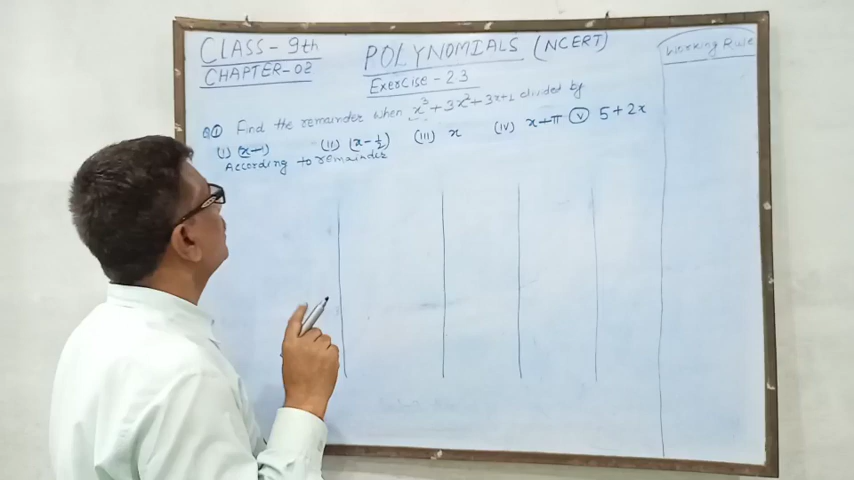 CLASS - 9th
CHAPTER-02
POLYNOMIALS (NCERT)
Exercise - 2.3
Working Rule
Q① Find the remainder when x³ + 3x² + 3x + 1 divided by
(i) (x-1) (ii) (x - 1/2) (iii) x (iv) x + π ⓥ 5 + 2x
According to remainder